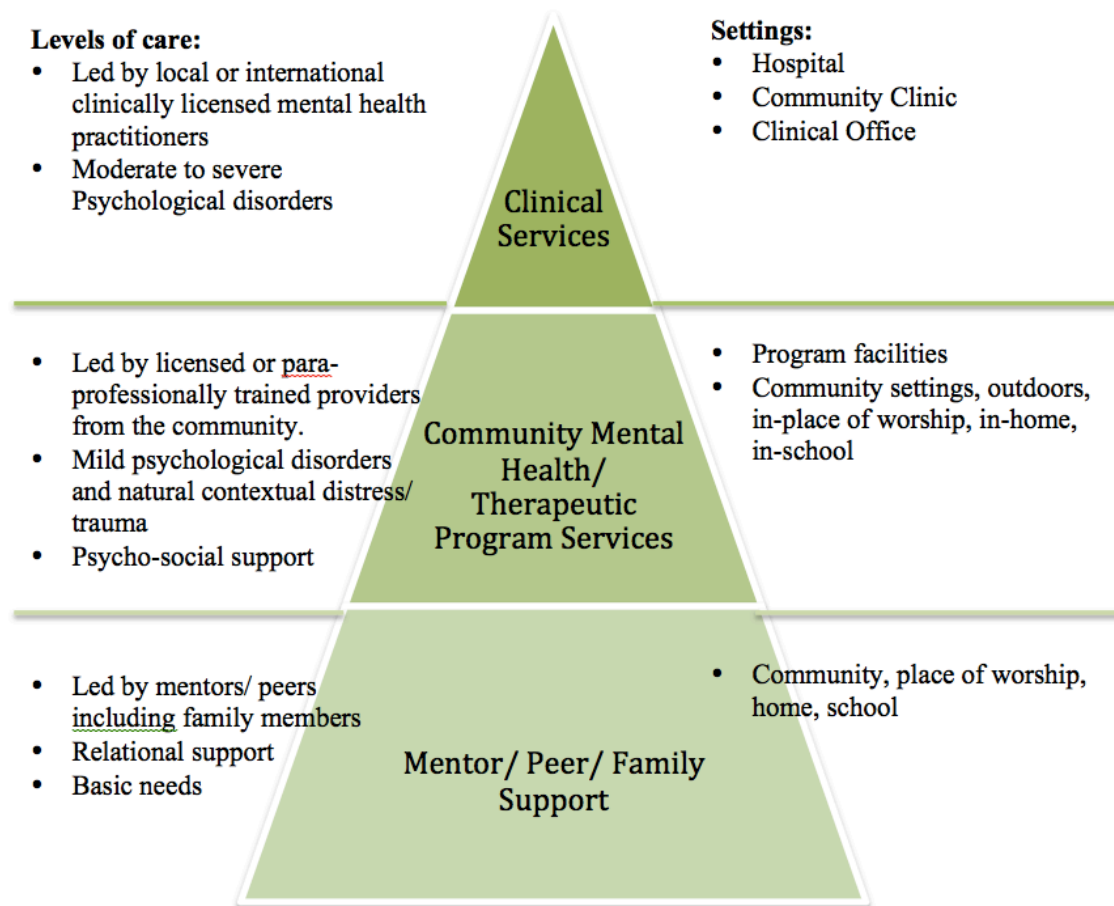 Levels of care:
• Led by local or international
clinically licensed mental health
practitioners
• Moderate to severe
Psychological disorders
Settings:
• Hospital
• Community Clinic
• Clinical Office
Clinical
Services
• Led by licensed or para-
professionally trained providers
from the community.
• Mild psychological disorders
and natural contextual distress/
trauma
• Psycho-social support
Community Mental
Health/
Therapeutic
Program Services
• Program facilities
• Community settings, outdoors,
in-place of worship, in-home,
in-school
• Led by mentors/ peers
including family members
• Relational support
• Basic needs
Mentor/ Peer/ Family
Support
• Community, place of worship,
home, school